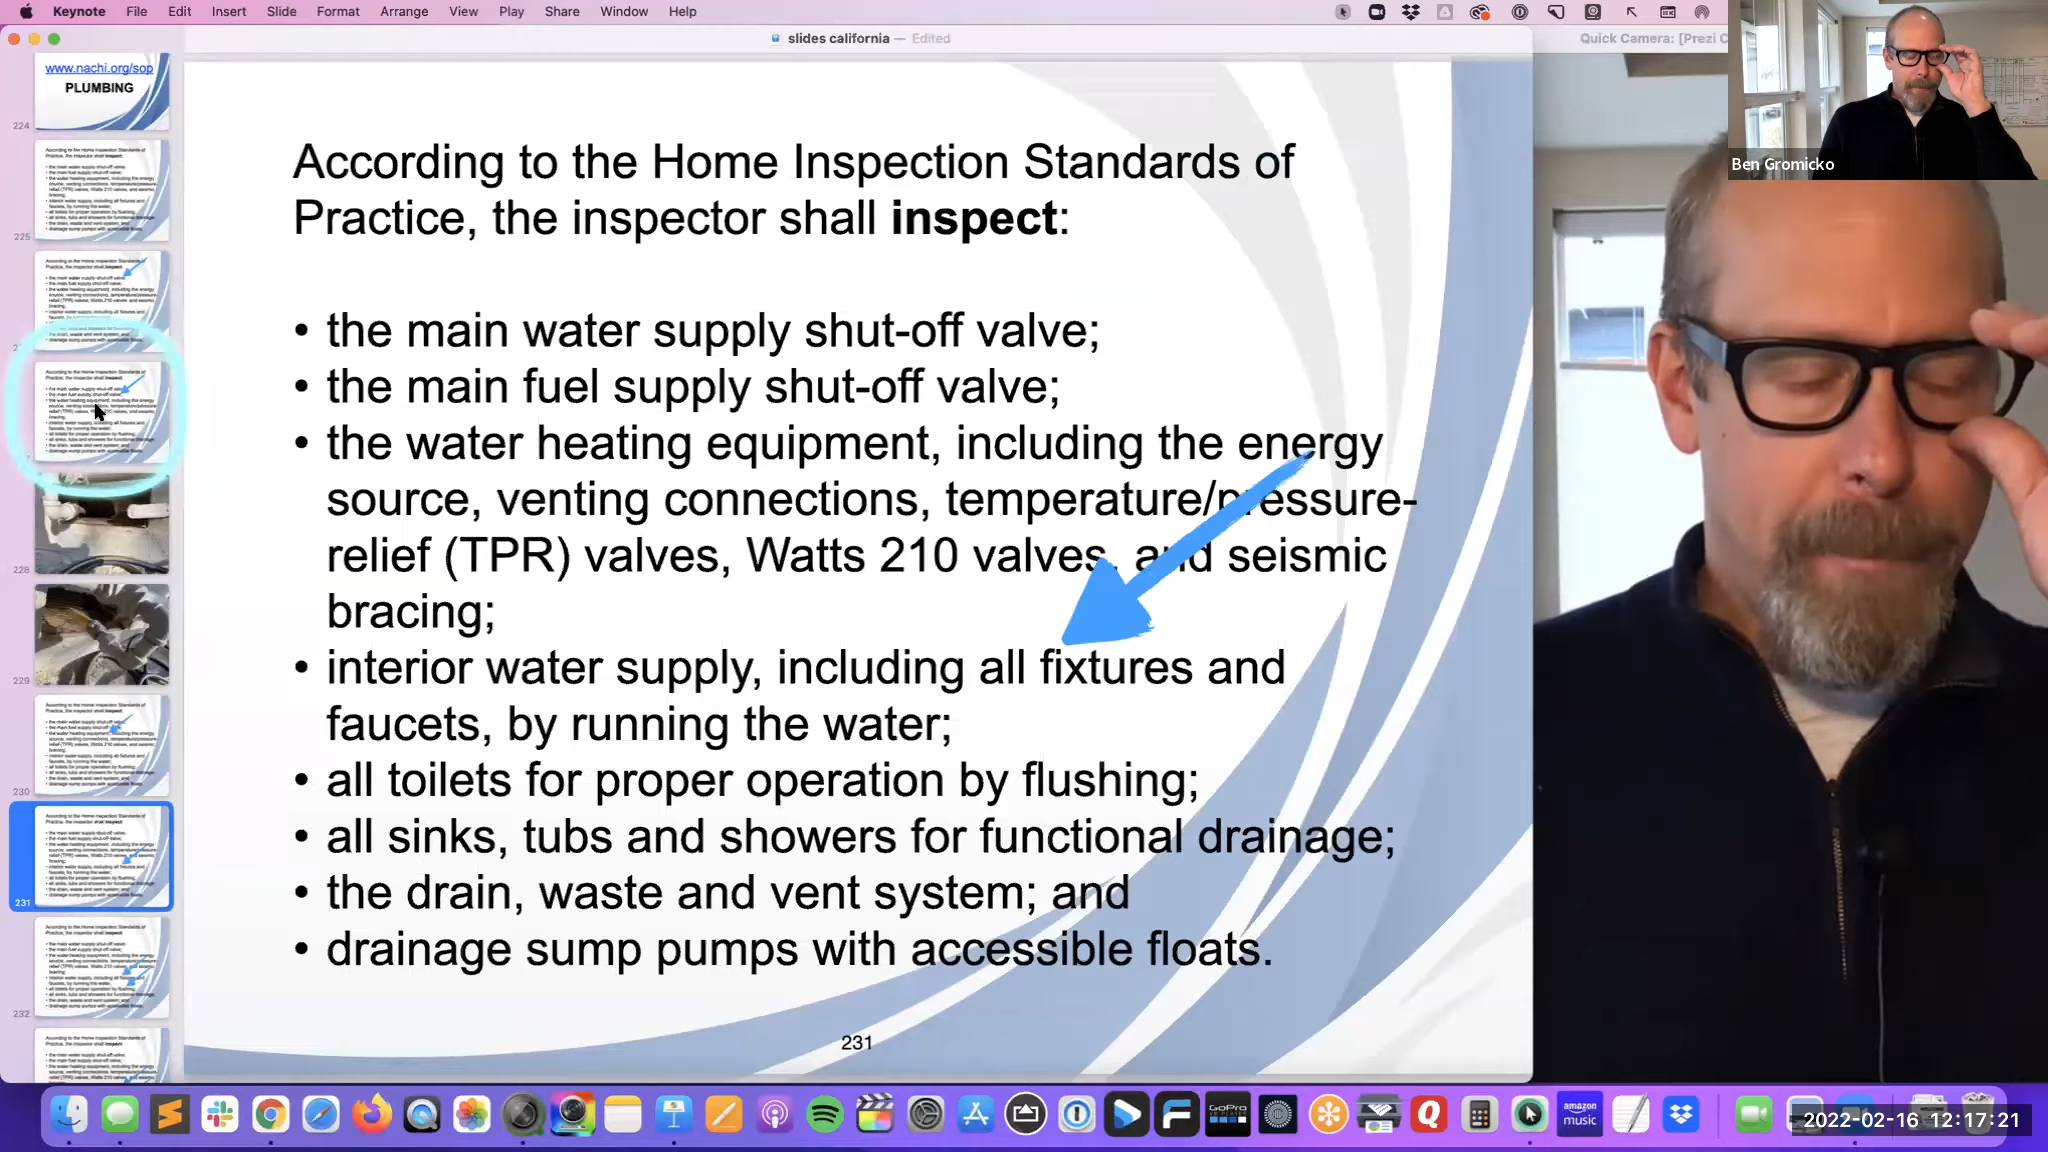 Keynote File Edit Insert Slide Format Arrange View Play Share Window Help
slides california — Edited
Quick Camera: [Prezi C
Ben Gromicko
www.nachi.org/sop
PLUMBING
224
225
228
229
230
231
232
According to the Home Inspection Standards of
Practice, the inspector shall inspect:
• the main water supply shut-off valve;
• the main fuel supply shut-off valve;
• the water heating equipment, including the energy
source, venting connections, temperature/pressure-
relief (TPR) valves, Watts 210 valves, and seismic
bracing;
• interior water supply, including all fixtures and
faucets, by running the water;
• all toilets for proper operation by flushing;
• all sinks, tubs and showers for functional drainage;
• the drain, waste and vent system; and
• drainage sump pumps with accessible floats.
231
GoPro
amazon
music
2022-02-16 12:17:21